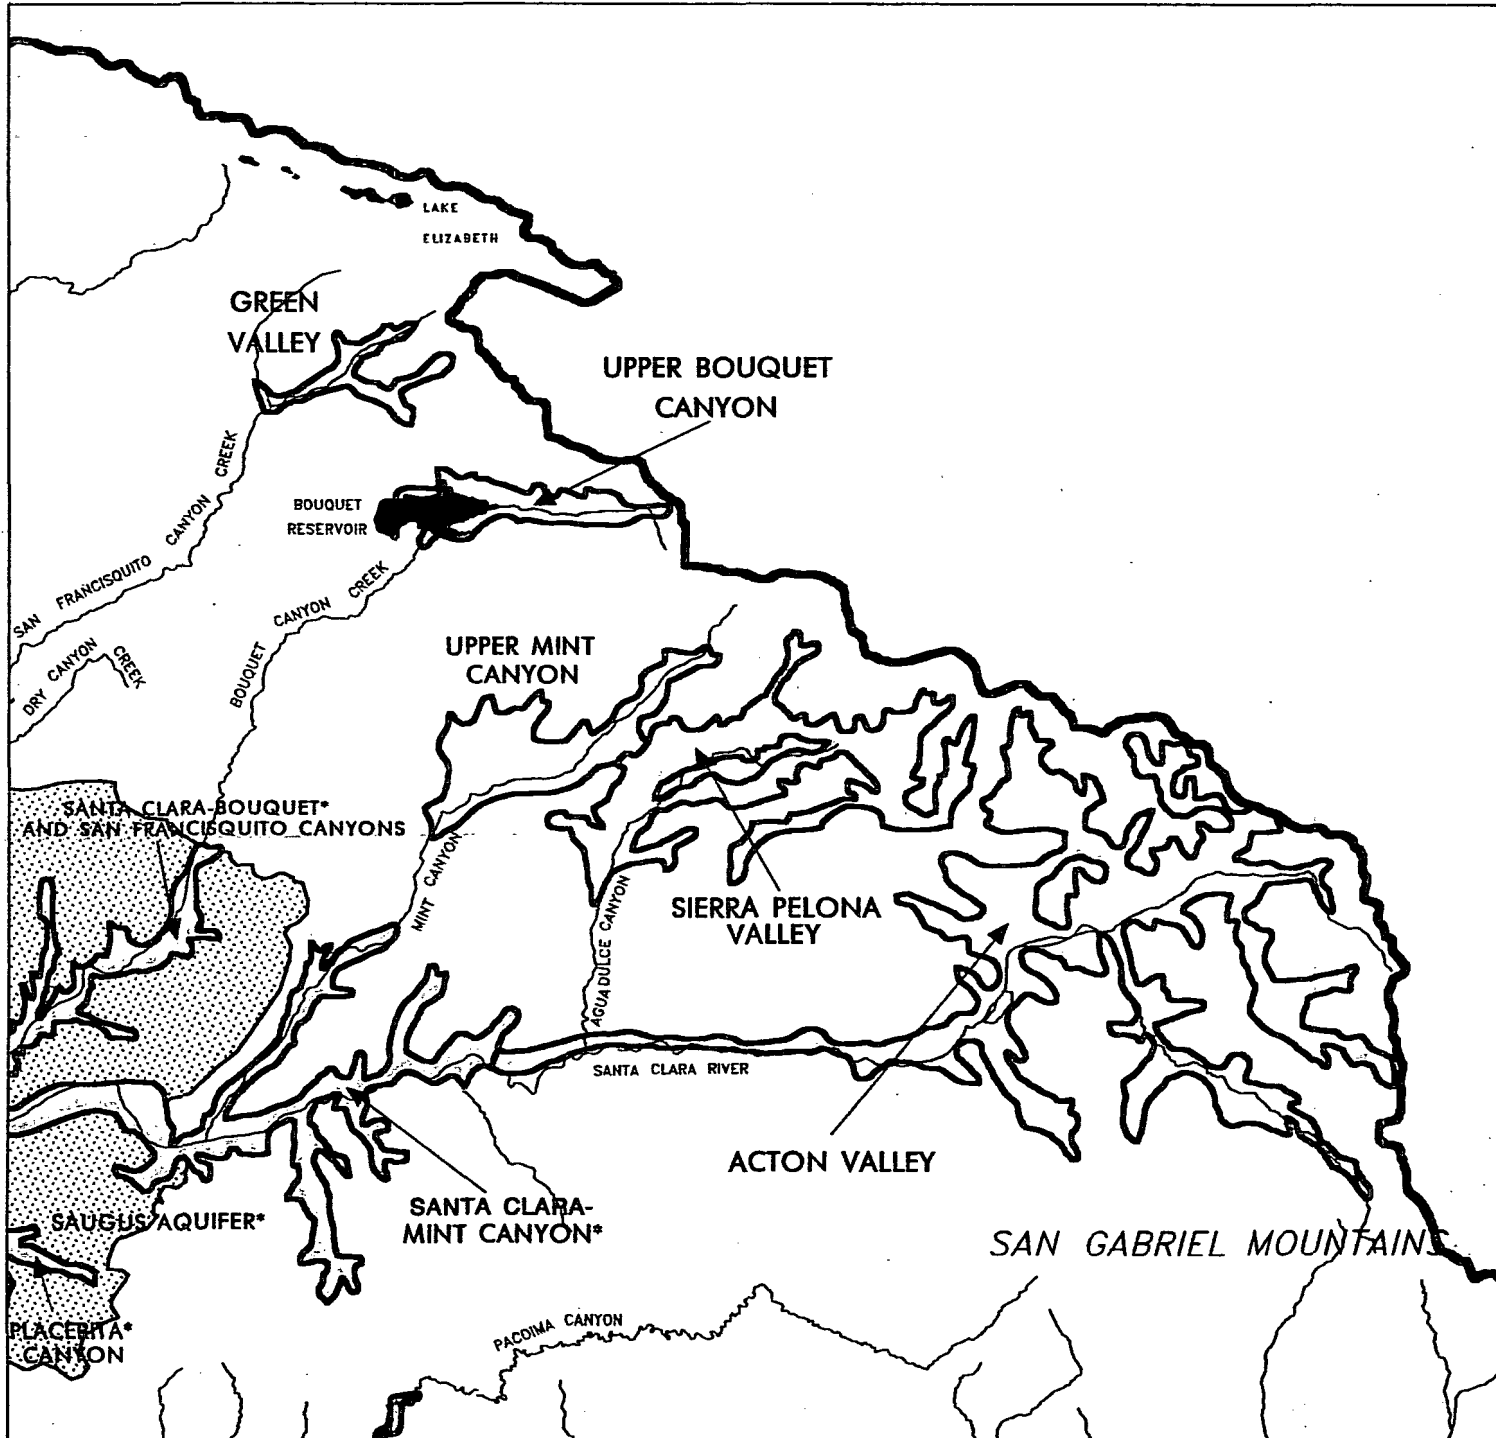 LAKE
ELIZABETH
GREEN
VALLEY
UPPER BOUQUET
CANYON
SAN FRANCISQUITO CANYON CREEK
BOUQUET
RESERVOIR
BOUQUET CANYON CREEK
DRY CANYON CREEK
UPPER MINT
CANYON
SANTA CLARA-BOUQUET*
AND SAN FRANCISQUITO CANYONS
MINT CANYON
AGUA DULCE CANYON
SIERRA PELONA
VALLEY
SANTA CLARA RIVER
ACTON VALLEY
SANTA CLARA-
MINT CANYON*
SAUGUS AQUIFER*
SAN GABRIEL MOUNTAINS
PLACERITA*
CANYON
PACOIMA CANYON